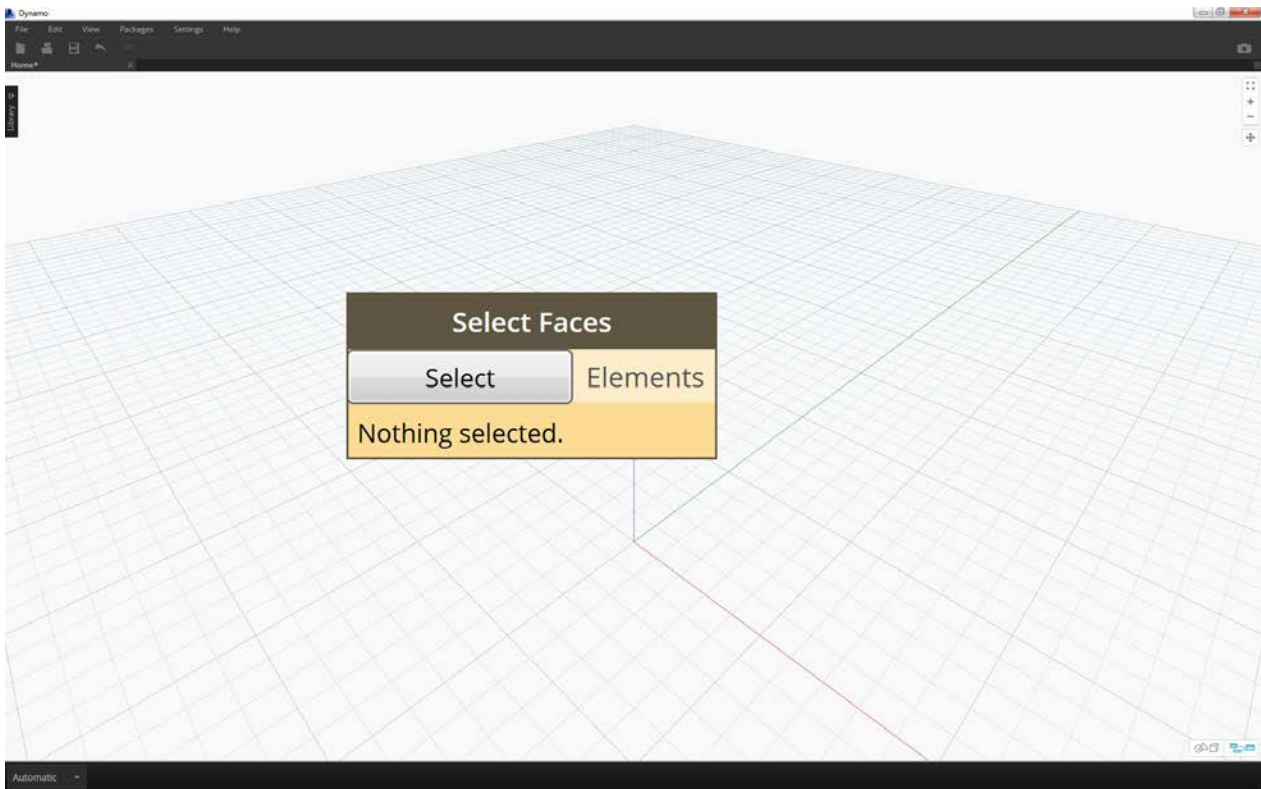 Dynamo
File Edit View Packages Settings Help
Home*
Library
Select Faces
Select Elements
Nothing selected.
Automatic